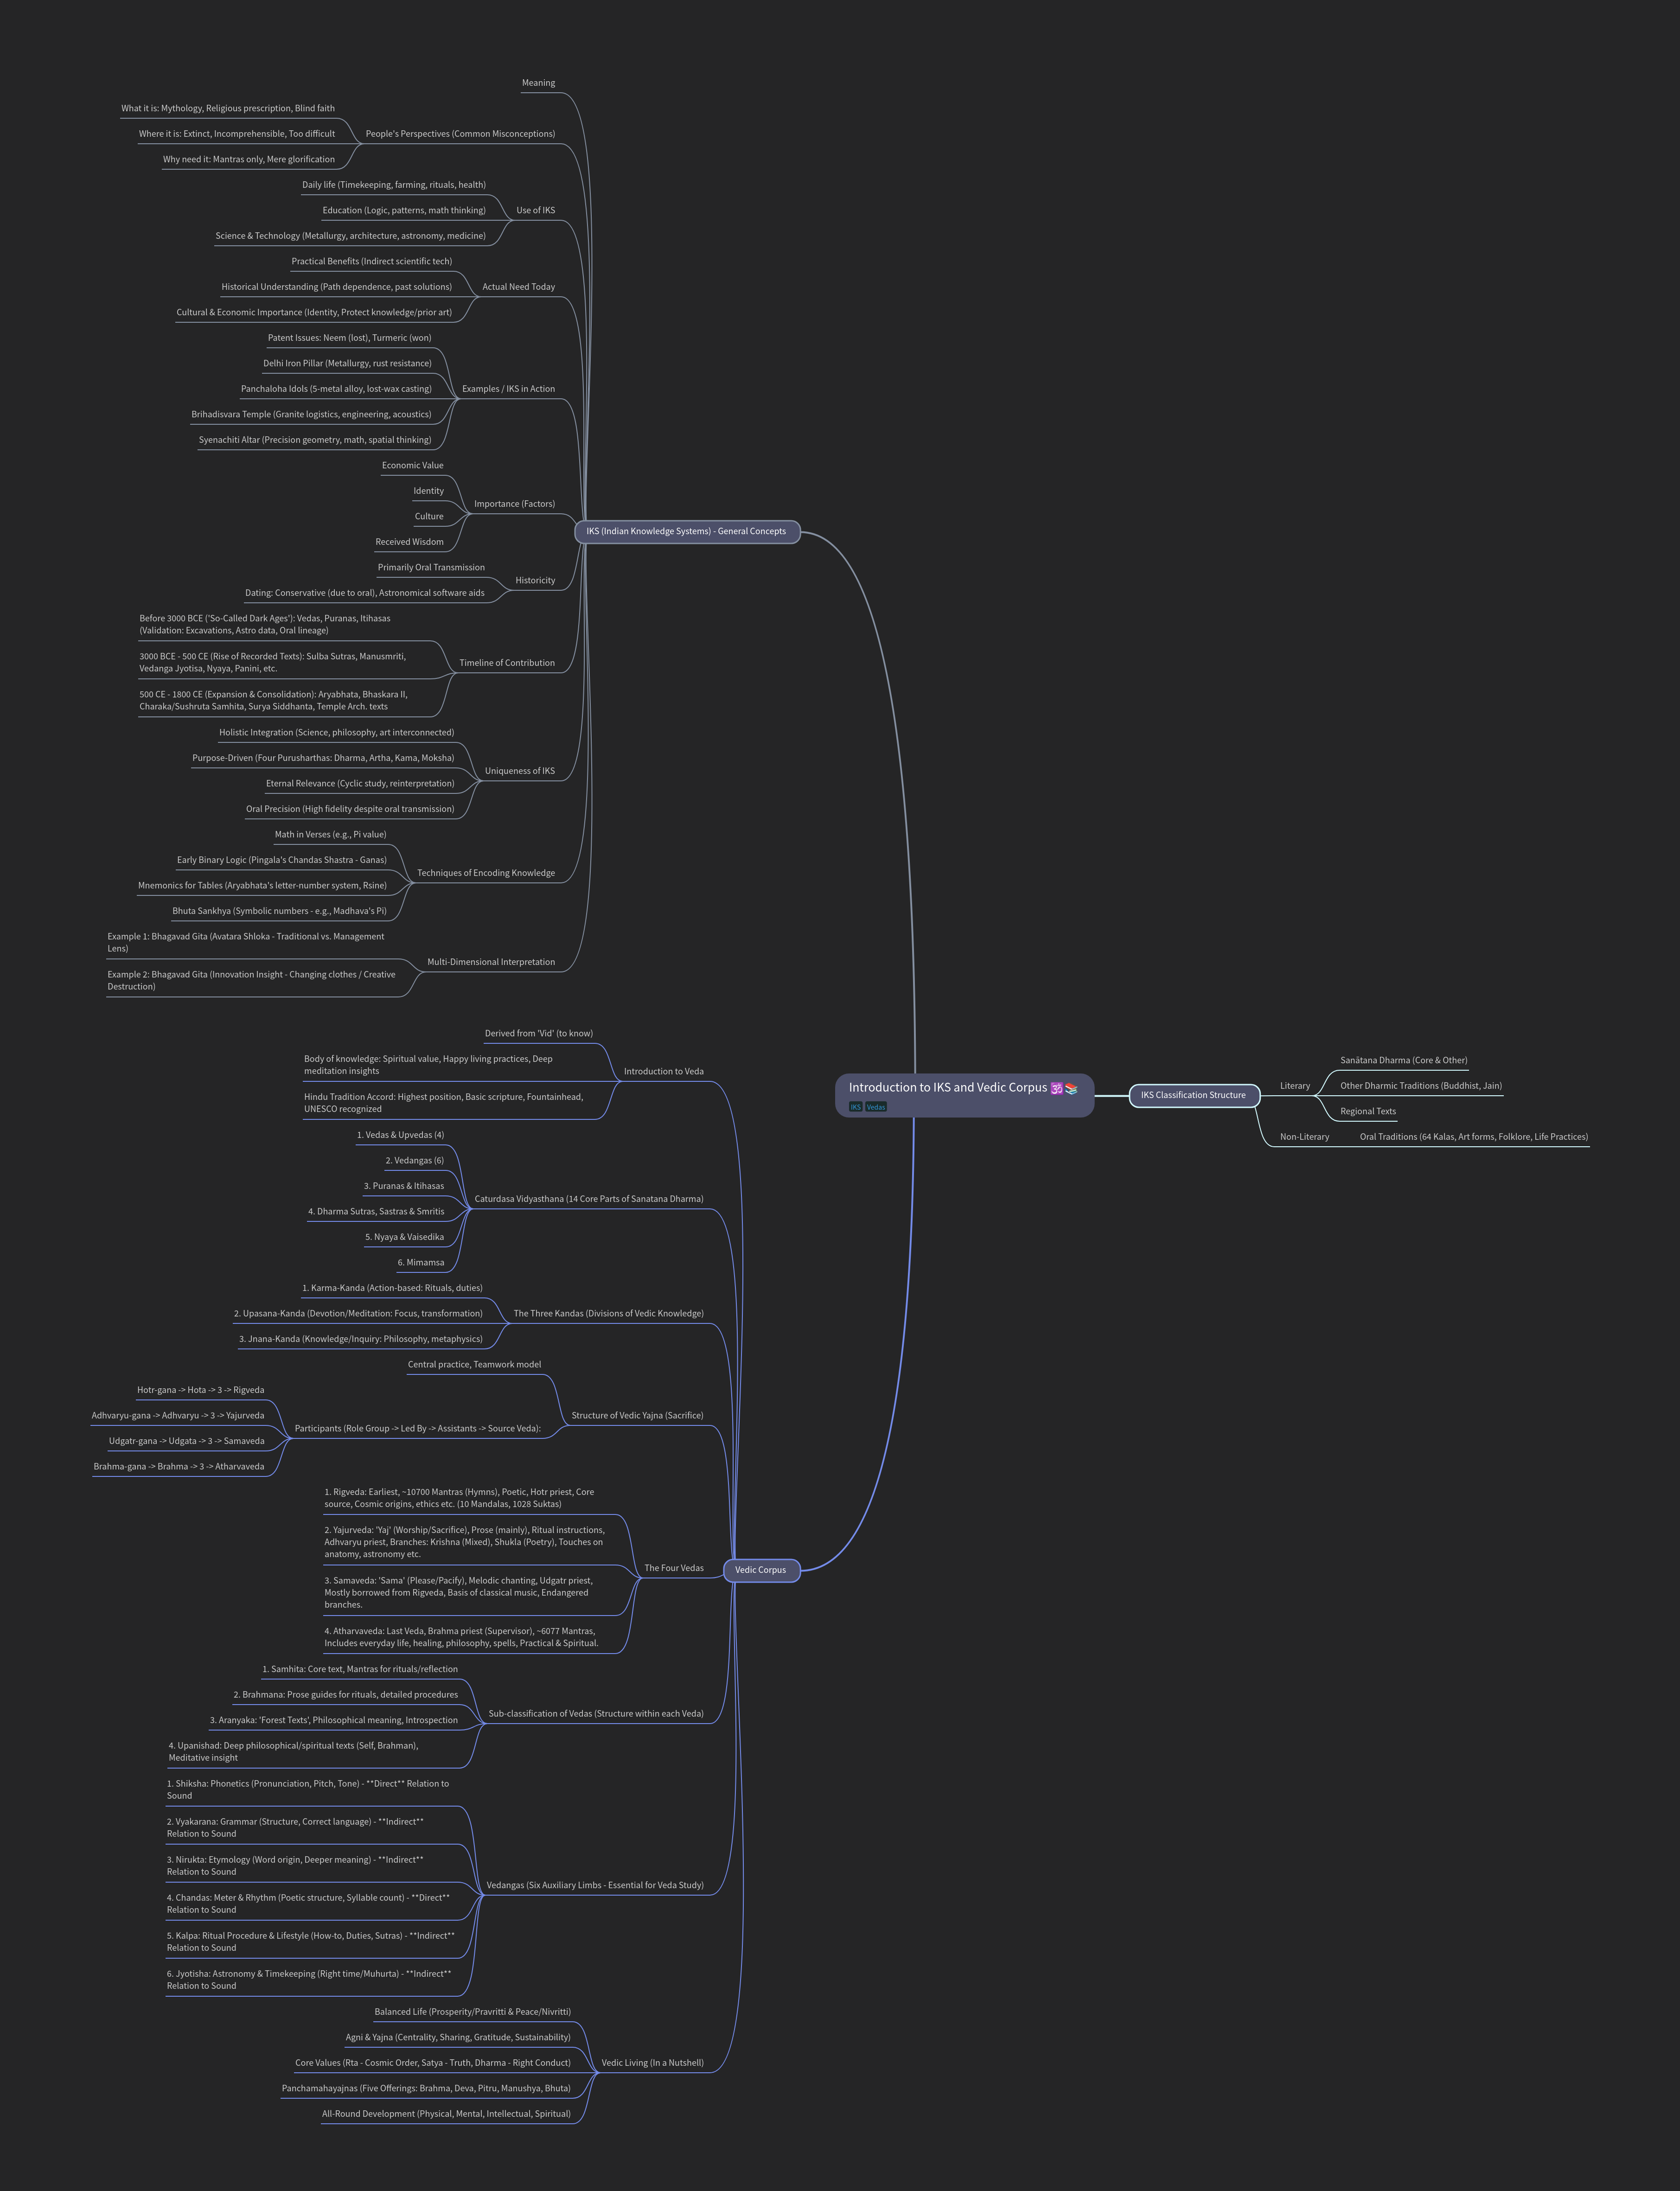 Introduction to IKS and Vedic Corpus 🕉️📚
IKS Vedas
IKS (Indian Knowledge Systems) - General Concepts
Meaning
People's Perspectives (Common Misconceptions)
What it is: Mythology, Religious prescription, Blind faith
Where it is: Extinct, Incomprehensible, Too difficult
Why need it: Mantras only, Mere glorification
Use of IKS
Daily life (Timekeeping, farming, rituals, health)
Education (Logic, patterns, math thinking)
Science & Technology (Metallurgy, architecture, astronomy, medicine)
Actual Need Today
Practical Benefits (Indirect scientific tech)
Historical Understanding (Path dependence, past solutions)
Cultural & Economic Importance (Identity, Protect knowledge/prior art)
Examples / IKS in Action
Patent Issues: Neem (lost), Turmeric (won)
Delhi Iron Pillar (Metallurgy, rust resistance)
Panchaloha Idols (5-metal alloy, lost-wax casting)
Brihadisvara Temple (Granite logistics, engineering, acoustics)
Syenachiti Altar (Precision geometry, math, spatial thinking)
Importance (Factors)
Economic Value
Identity
Culture
Received Wisdom
Historicity
Primarily Oral Transmission
Dating: Conservative (due to oral), Astronomical software aids
Timeline of Contribution
Before 3000 BCE ('So-Called Dark Ages'): Vedas, Puranas, Itihasas
(Validation: Excavations, Astro data, Oral lineage)
3000 BCE - 500 CE (Rise of Recorded Texts): Sulba Sutras, Manusmriti,
Vedanga Jyotisa, Nyaya, Panini, etc.
500 CE - 1800 CE (Expansion & Consolidation): Aryabhata, Bhaskara II,
Charaka/Sushruta Samhita, Surya Siddhanta, Temple Arch. texts
Uniqueness of IKS
Holistic Integration (Science, philosophy, art interconnected)
Purpose-Driven (Four Purusharthas: Dharma, Artha, Kama, Moksha)
Eternal Relevance (Cyclic study, reinterpretation)
Oral Precision (High fidelity despite oral transmission)
Techniques of Encoding Knowledge
Math in Verses (e.g., Pi value)
Early Binary Logic (Pingala's Chandas Shastra - Ganas)
Mnemonics for Tables (Aryabhata's letter-number system, Rsine)
Bhuta Sankhya (Symbolic numbers - e.g., Madhava's Pi)
Multi-Dimensional Interpretation
Example 1: Bhagavad Gita (Avatara Shloka - Traditional vs. Management
Lens)
Example 2: Bhagavad Gita (Innovation Insight - Changing clothes / Creative
Destruction)
IKS Classification Structure
Literary
Sanātana Dharma (Core & Other)
Other Dharmic Traditions (Buddhist, Jain)
Regional Texts
Non-Literary
Oral Traditions (64 Kalas, Art forms, Folklore, Life Practices)
Vedic Corpus
Introduction to Veda
Derived from 'Vid' (to know)
Body of knowledge: Spiritual value, Happy living practices, Deep
meditation insights
Hindu Tradition Accord: Highest position, Basic scripture, Fountainhead,
UNESCO recognized
Caturdasa Vidyasthana (14 Core Parts of Sanatana Dharma)
1. Vedas & Upvedas (4)
2. Vedangas (6)
3. Puranas & Itihasas
4. Dharma Sutras, Sastras & Smritis
5. Nyaya & Vaisedika
6. Mimamsa
The Three Kandas (Divisions of Vedic Knowledge)
1. Karma-Kanda (Action-based: Rituals, duties)
2. Upasana-Kanda (Devotion/Meditation: Focus, transformation)
3. Jnana-Kanda (Knowledge/Inquiry: Philosophy, metaphysics)
Structure of Vedic Yajna (Sacrifice)
Central practice, Teamwork model
Participants (Role Group -> Led By -> Assistants -> Source Veda):
Hotr-gana -> Hota -> 3 -> Rigveda
Adhvaryu-gana -> Adhvaryu -> 3 -> Yajurveda
Udgatr-gana -> Udgata -> 3 -> Samaveda
Brahma-gana -> Brahma -> 3 -> Atharvaveda
The Four Vedas
1. Rigveda: Earliest, ~10700 Mantras (Hymns), Poetic, Hotr priest, Core
source, Cosmic origins, ethics etc. (10 Mandalas, 1028 Suktas)
2. Yajurveda: 'Yaj' (Worship/Sacrifice), Prose (mainly), Ritual instructions,
Adhvaryu priest, Branches: Krishna (Mixed), Shukla (Poetry), Touches on
anatomy, astronomy etc.
3. Samaveda: 'Sama' (Please/Pacify), Melodic chanting, Udgatr priest,
Mostly borrowed from Rigveda, Basis of classical music, Endangered
branches.
4. Atharvaveda: Last Veda, Brahma priest (Supervisor), ~6077 Mantras,
Includes everyday life, healing, philosophy, spells, Practical & Spiritual.
Sub-classification of Vedas (Structure within each Veda)
1. Samhita: Core text, Mantras for rituals/reflection
2. Brahmana: Prose guides for rituals, detailed procedures
3. Aranyaka: 'Forest Texts', Philosophical meaning, Introspection
4. Upanishad: Deep philosophical/spiritual texts (Self, Brahman),
Meditative insight
Vedangas (Six Auxiliary Limbs - Essential for Veda Study)
1. Shiksha: Phonetics (Pronunciation, Pitch, Tone) - **Direct** Relation to
Sound
2. Vyakarana: Grammar (Structure, Correct language) - **Indirect**
Relation to Sound
3. Nirukta: Etymology (Word origin, Deeper meaning) - **Indirect**
Relation to Sound
4. Chandas: Meter & Rhythm (Poetic structure, Syllable count) - **Direct**
Relation to Sound
5. Kalpa: Ritual Procedure & Lifestyle (How-to, Duties, Sutras) - **Indirect**
Relation to Sound
6. Jyotisha: Astronomy & Timekeeping (Right time/Muhurta) - **Indirect**
Relation to Sound
Vedic Living (In a Nutshell)
Balanced Life (Prosperity/Pravritti & Peace/Nivritti)
Agni & Yajna (Centrality, Sharing, Gratitude, Sustainability)
Core Values (Rta - Cosmic Order, Satya - Truth, Dharma - Right Conduct)
Panchamahayajnas (Five Offerings: Brahma, Deva, Pitru, Manushya, Bhuta)
All-Round Development (Physical, Mental, Intellectual, Spiritual)